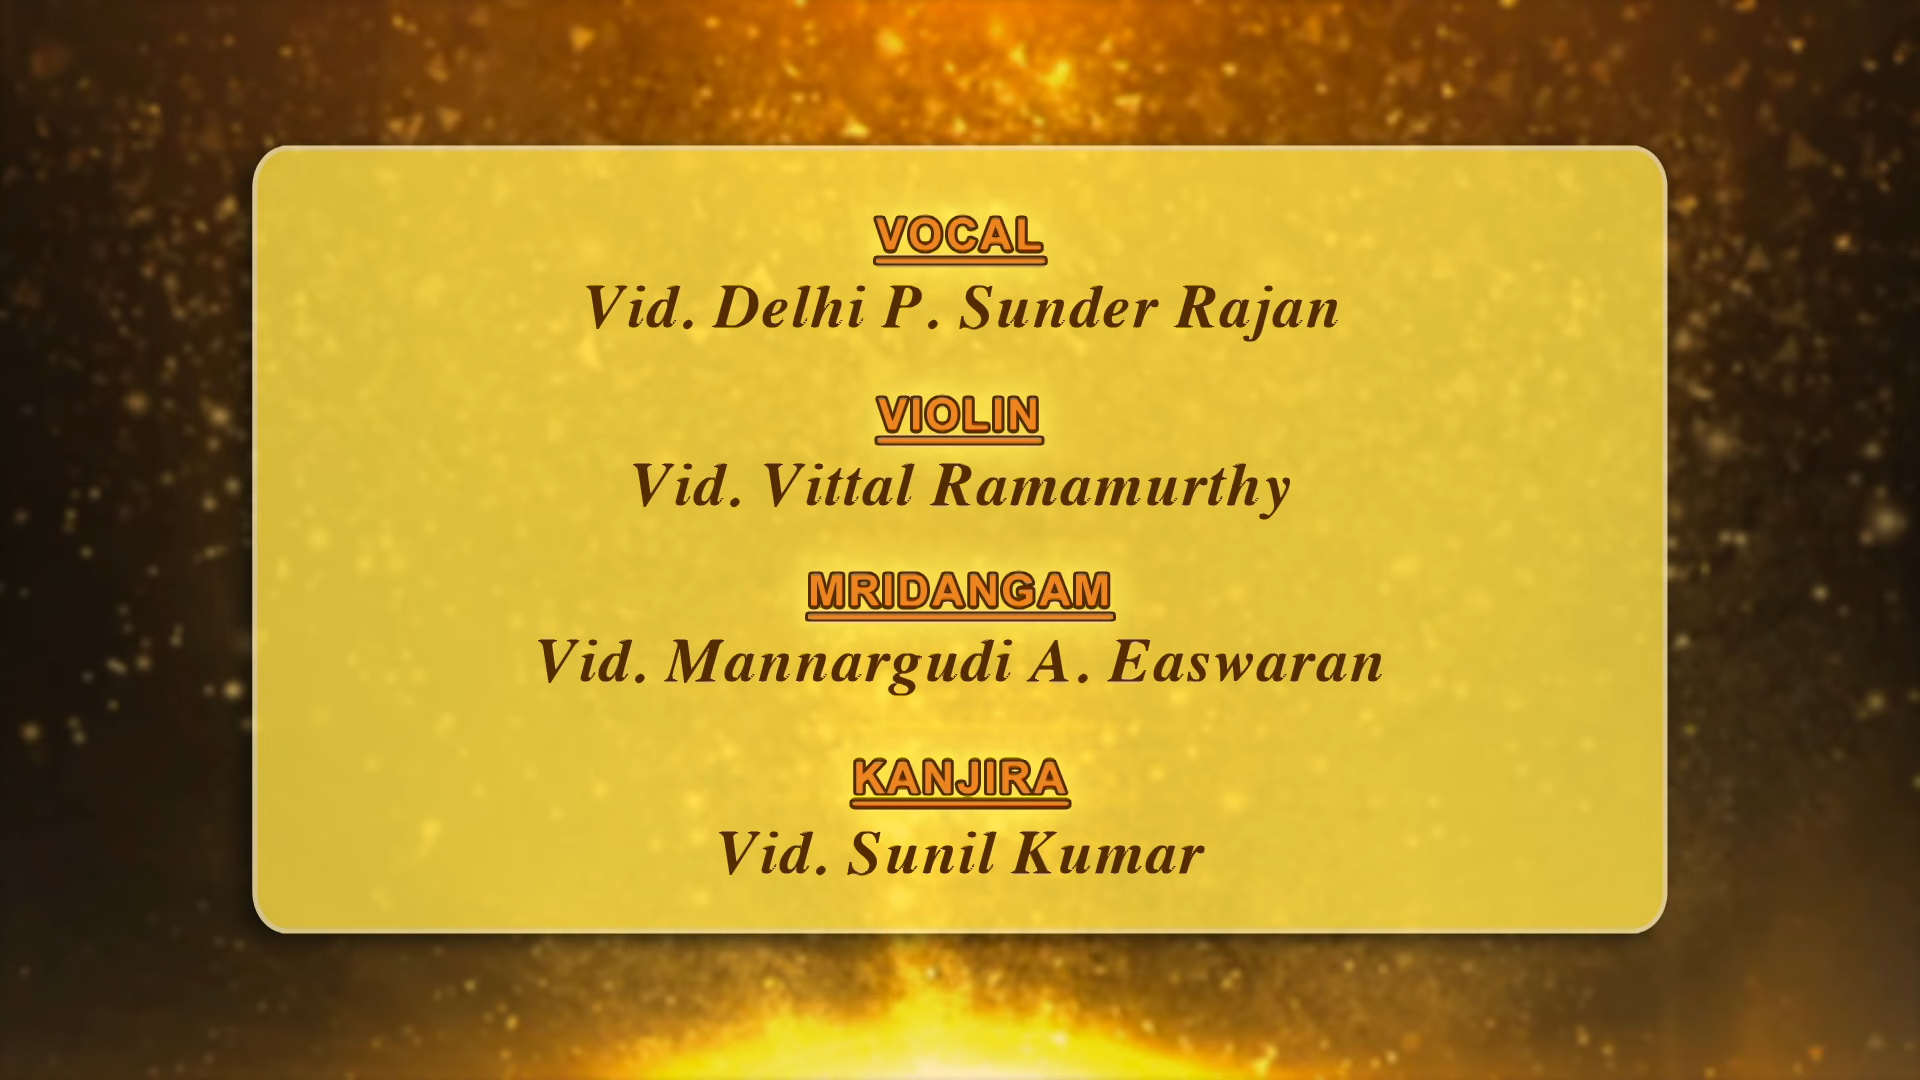 VOCAL
Vid. Delhi P. Sunder Rajan
VIOLIN
Vid. Vittal Ramamurthy
MRIDANGAM
Vid. Mannargudi A. Easwaran
KANJIRA
Vid. Sunil Kumar